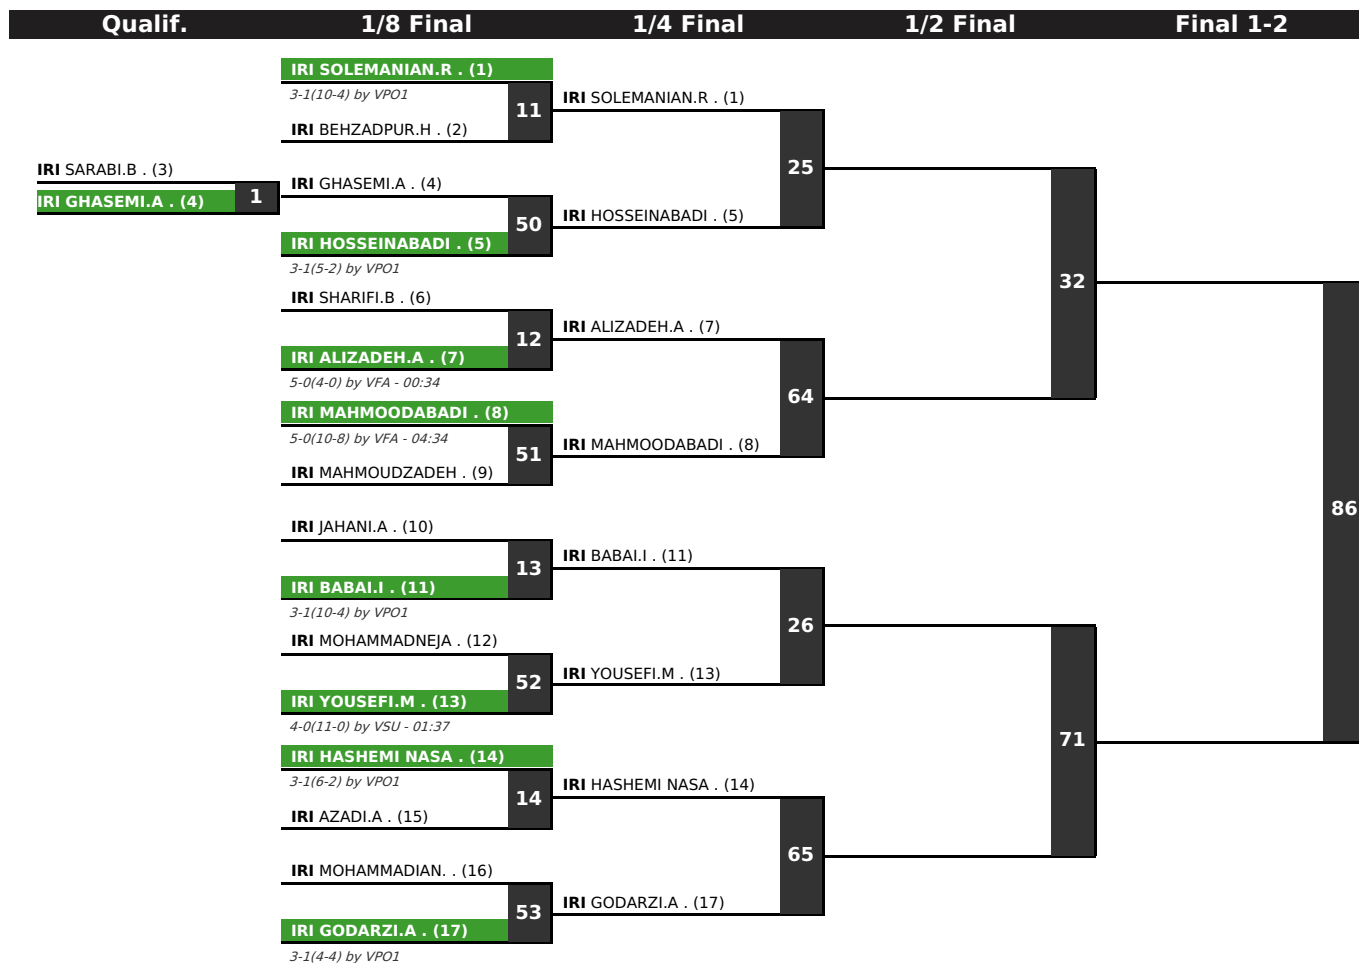 Qualif. 1/8 Final 1/4 Final 1/2 Final Final 1-2
IRI SARABI.B . (3)
IRI GHASEMI.A . (4)
1
IRI SOLEMANIAN.R . (1)
3-1(10-4) by VPO1
11
IRI BEHZADPUR.H . (2)
IRI GHASEMI.A . (4)
50
IRI HOSSEINABADI . (5)
3-1(5-2) by VPO1
IRI SHARIFI.B . (6)
12
IRI ALIZADEH.A . (7)
5-0(4-0) by VFA - 00:34
IRI MAHMOODABADI . (8)
5-0(10-8) by VFA - 04:34
51
IRI MAHMOUDZADEH . (9)
IRI JAHANI.A . (10)
13
IRI BABAI.I . (11)
3-1(10-4) by VPO1
IRI MOHAMMADNEJA . (12)
52
IRI YOUSEFI.M . (13)
4-0(11-0) by VSU - 01:37
IRI HASHEMI NASA . (14)
3-1(6-2) by VPO1
14
IRI AZADI.A . (15)
IRI MOHAMMADIAN. . (16)
53
IRI GODARZI.A . (17)
3-1(4-4) by VPO1
IRI SOLEMANIAN.R . (1)
25
IRI HOSSEINABADI . (5)
IRI ALIZADEH.A . (7)
64
IRI MAHMOODABADI . (8)
IRI BABAI.I . (11)
26
IRI YOUSEFI.M . (13)
IRI HASHEMI NASA . (14)
65
IRI GODARZI.A . (17)
32
71
86